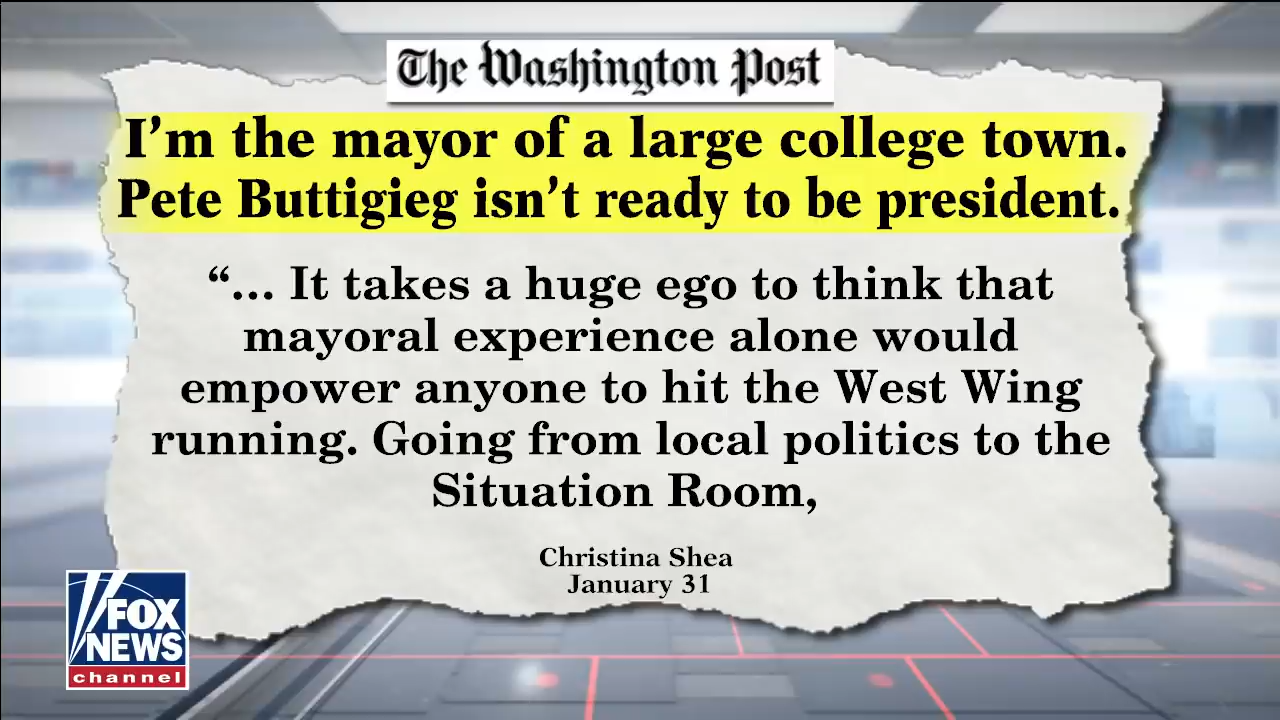 The Washington Post
I’m the mayor of a large college town.
Pete Buttigieg isn’t ready to be president.
“... It takes a huge ego to think that
mayoral experience alone would
empower anyone to hit the West Wing
running. Going from local politics to the
Situation Room,
Christina Shea
January 31
FOX
NEWS
channel